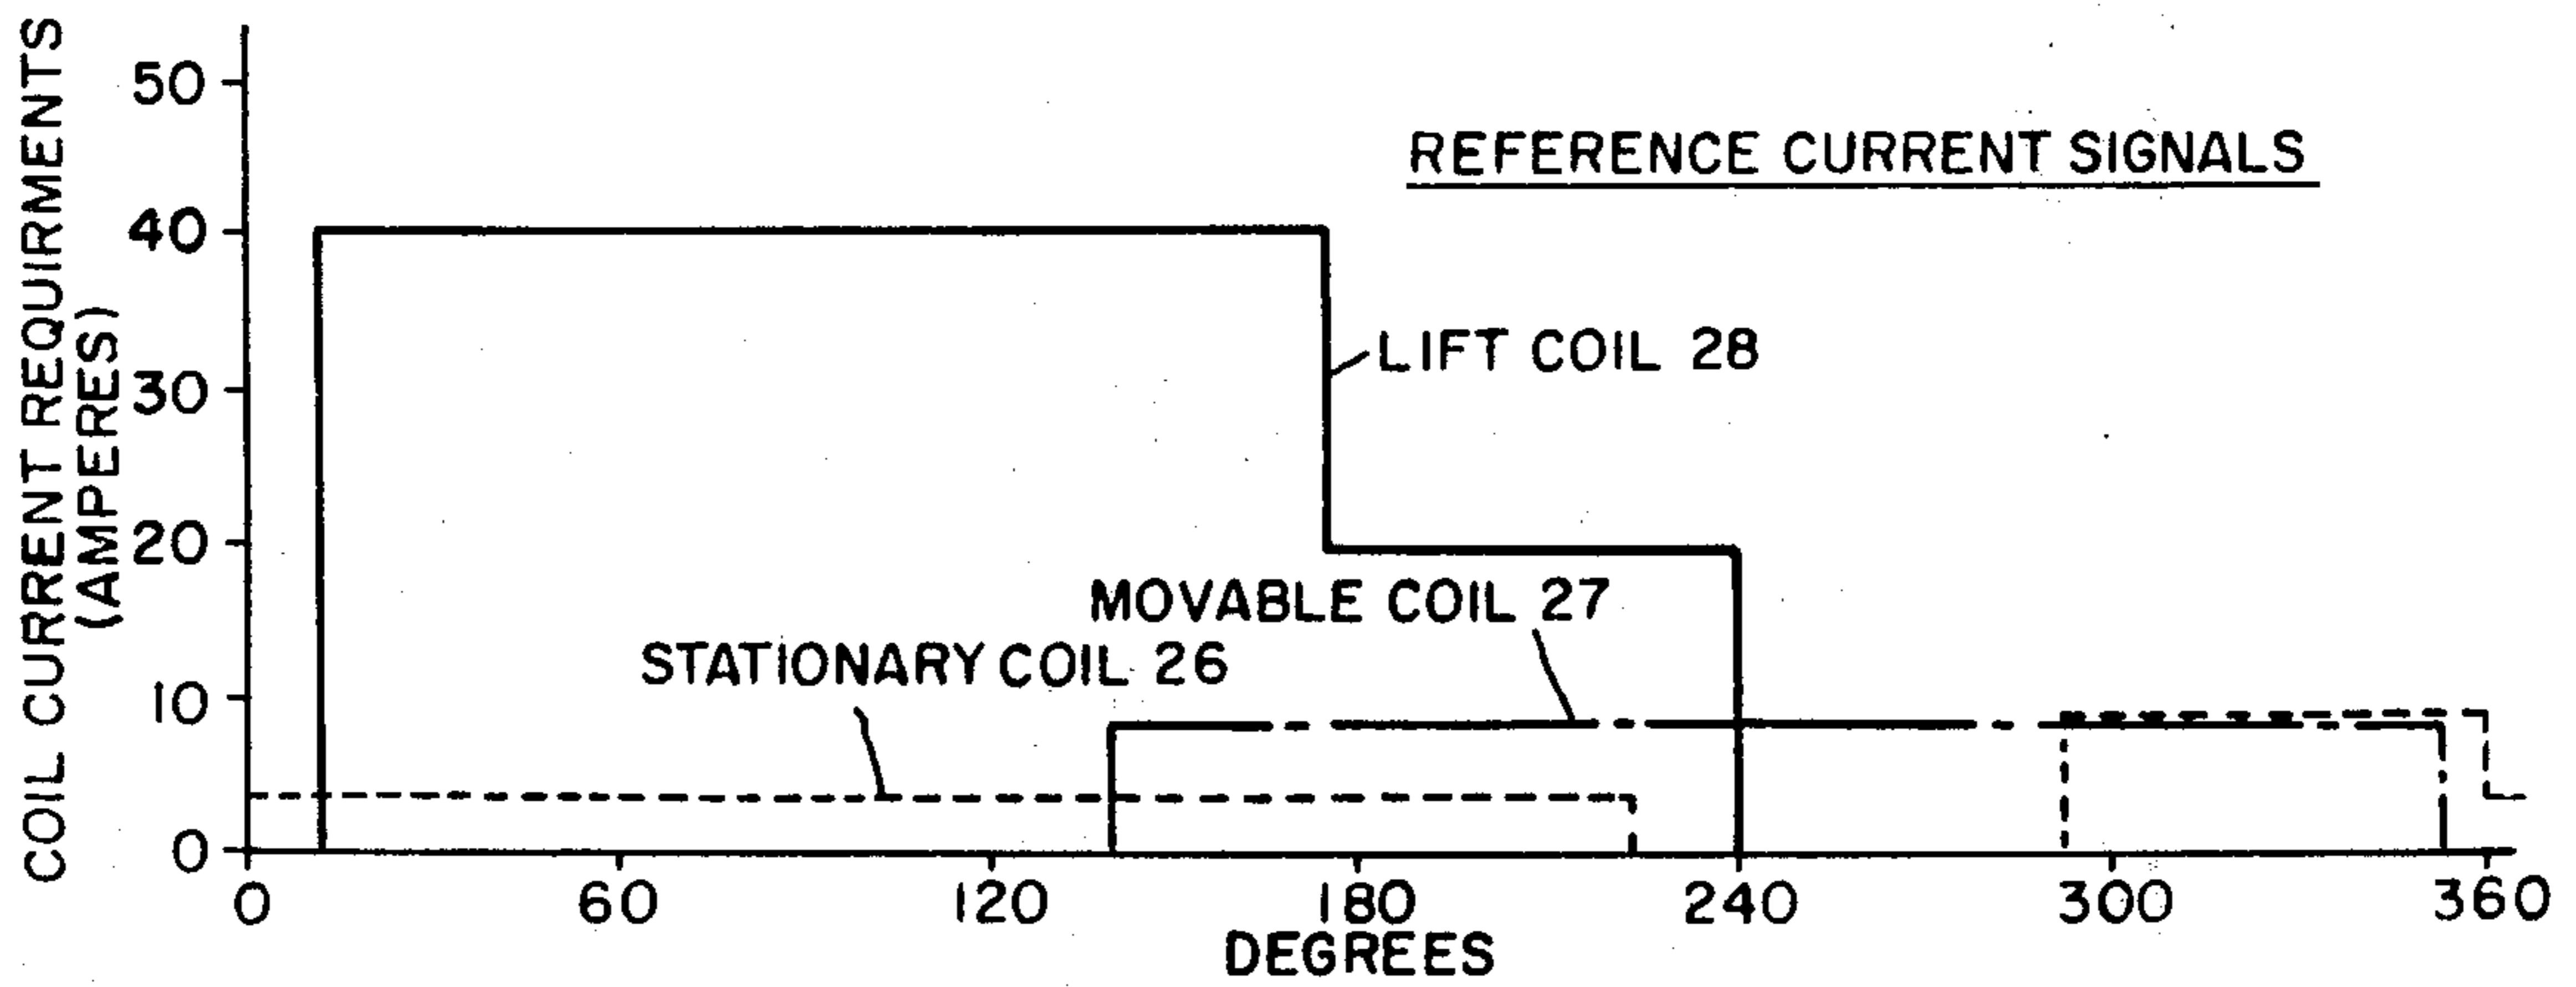 COIL CURRENT REQUIRMENTS
(AMPERES)
50
40
30
20
10
0
REFERENCE CURRENT SIGNALS
LIFT COIL 28
MOVABLE COIL 27
STATIONARY COIL 26
0 60 120 180 240 300 360
DEGREES